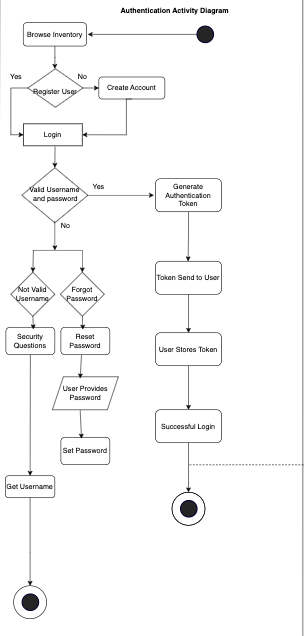 Authentication Activity Diagram
Browse Inventory
Yes
No
Register User
Create Account
Login
Valid Username
and password
Yes
No
Generate
Authentication
Token
Not Valid
Username
Forgot
Password
Token Send to User
Security
Questions
Reset
Password
User Stores Token
User Provides
Password
Successful Login
Set Password
Get Username